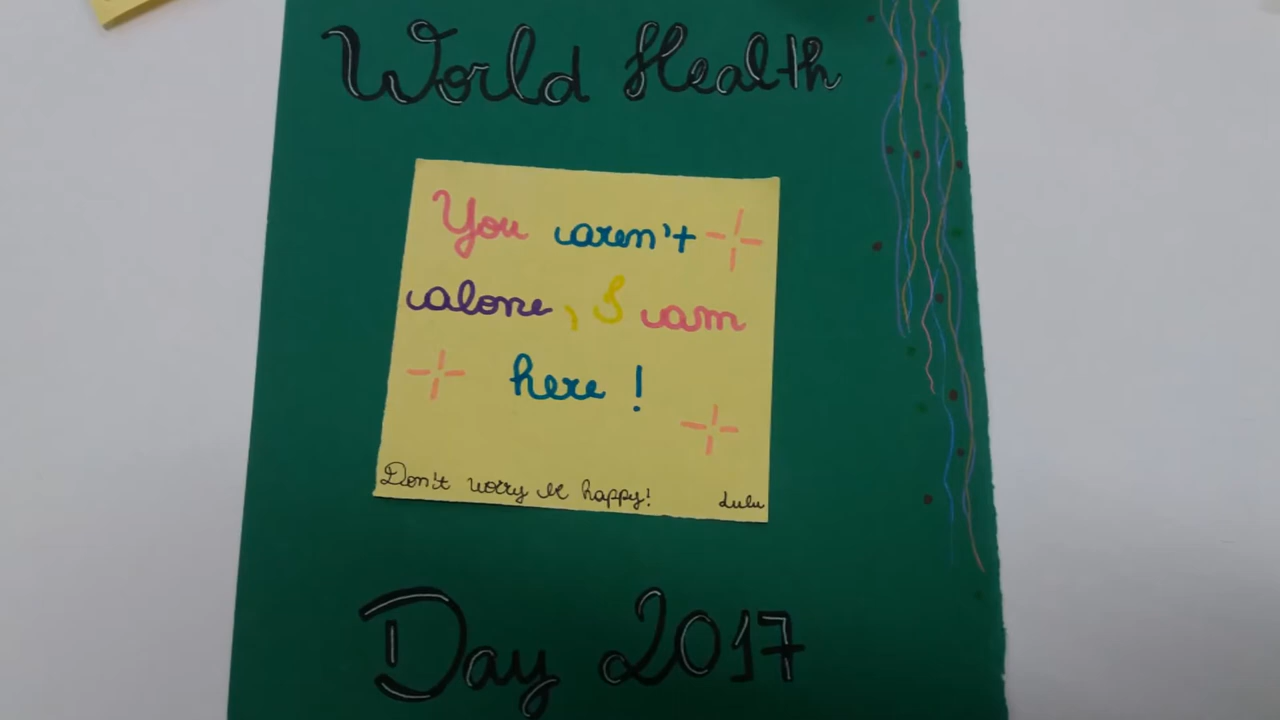 World Health
You aren't
alone, I am
here !
Don't worry be happy!
Lulu
Day 2017